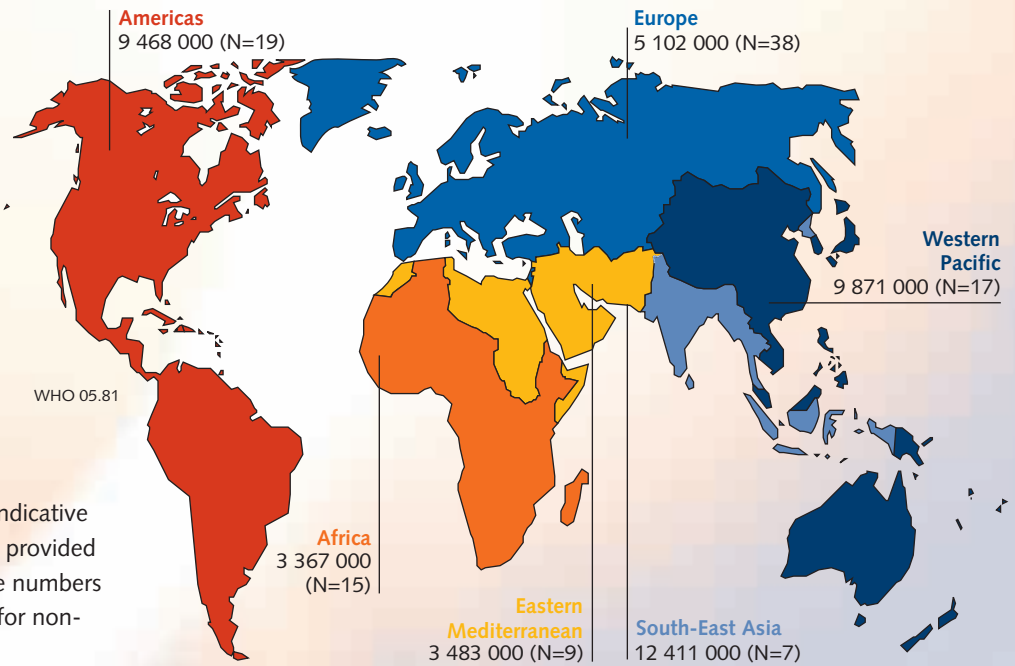 Americas
9 468 000 (N=19)
Europe
5 102 000 (N=38)
Western
Pacific
9 871 000 (N=17)
WHO 05.81
ndicative
provided
numbers
for non-
Africa
3 367 000
(N=15)
Eastern
Mediterranean
3 483 000 (N=9)
South-East Asia
12 411 000 (N=7)